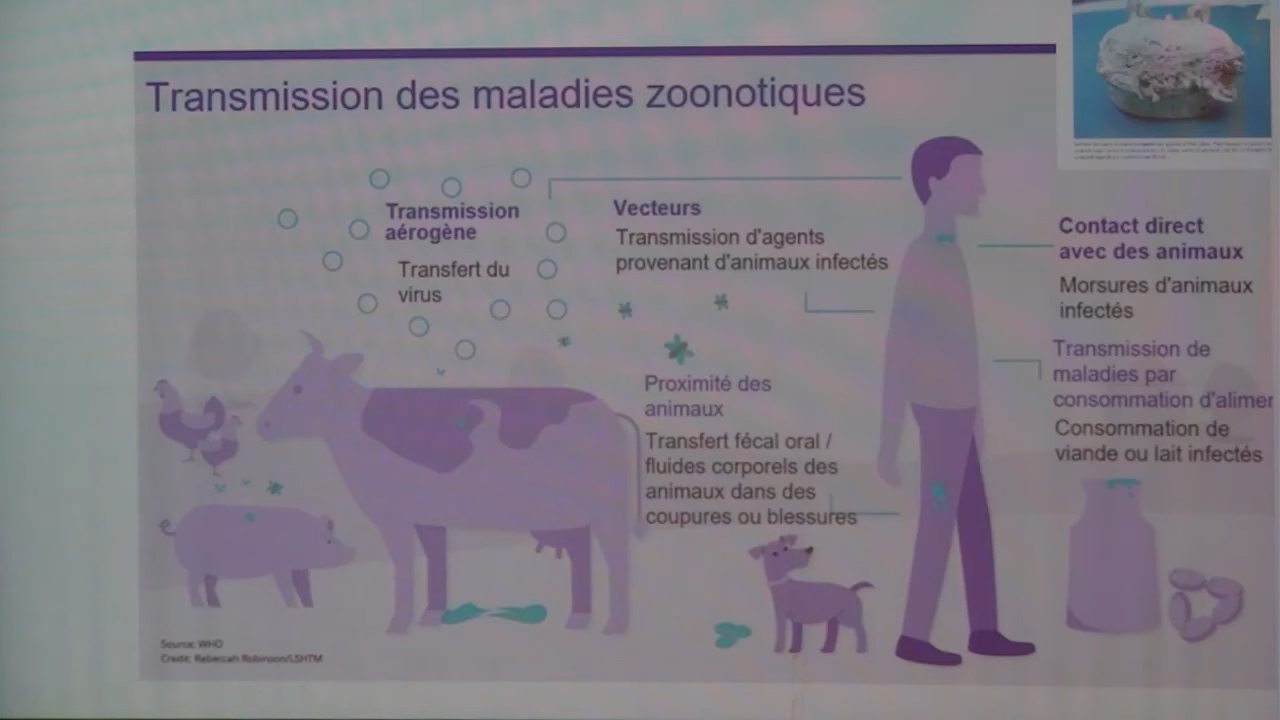 Transmission des maladies zoonotiques
Transmission
aérogène
Transfert du
virus
Vecteurs
Transmission d'agents
provenant d'animaux infectés
Contact direct
avec des animaux
Morsures d'animaux
infectés
Transmission de
maladies par
consommation d'alimer
Consommation de
viande ou lait infectés
Proximité des
animaux
Transfert fécal oral /
fluides corporels des
animaux dans des
coupures ou blessures
Source: WHO
Credit: Rebeccah Robinson/LSHTM